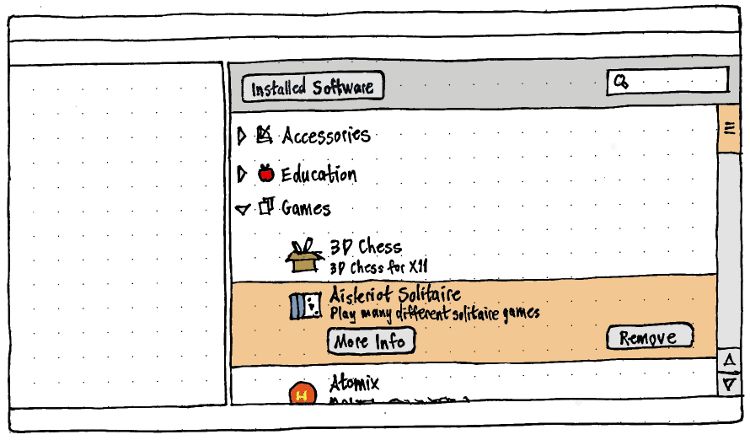 Installed Software
Accessories
Education
Games
3D Chess
3D Chess for X11
Aisleriot Solitaire
Play many different solitaire games
More Info
Remove
Atomix